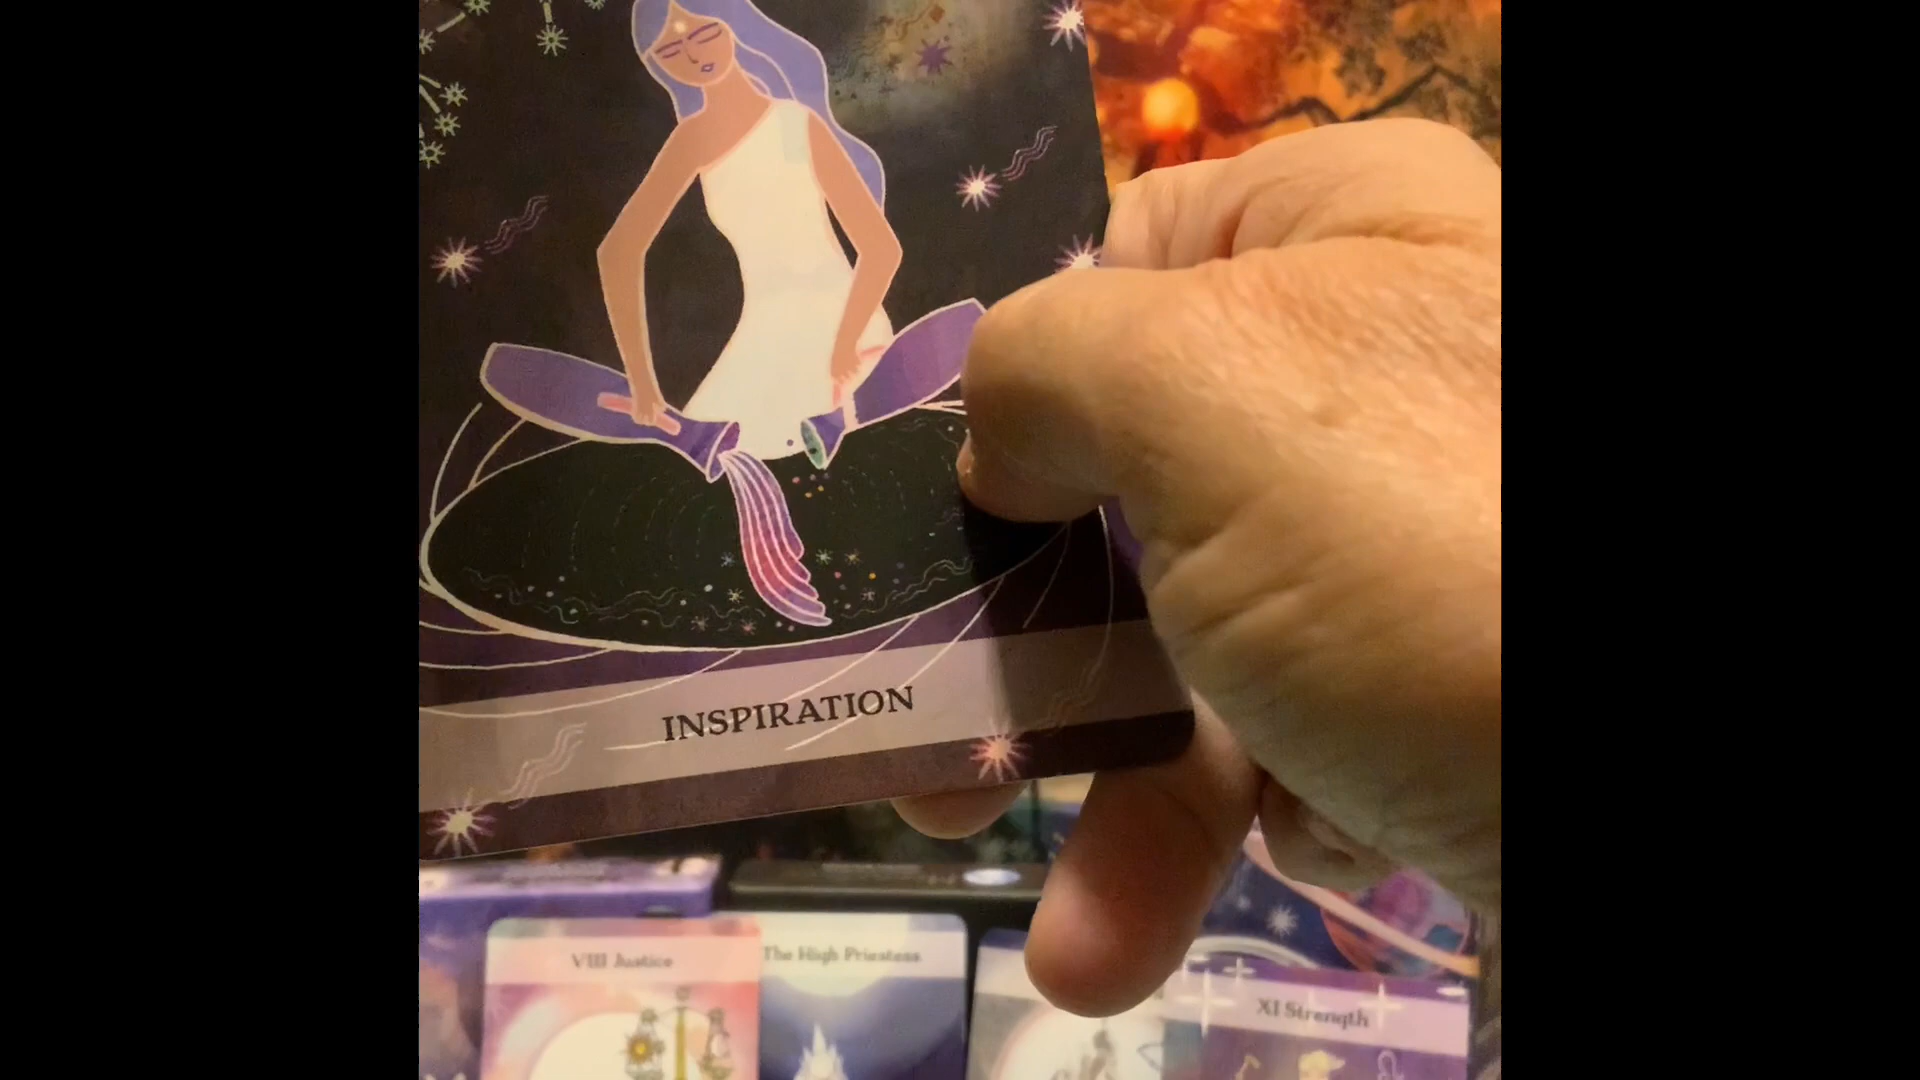 INSPIRATION
VIII Justice
The High Priestess
XI Strength